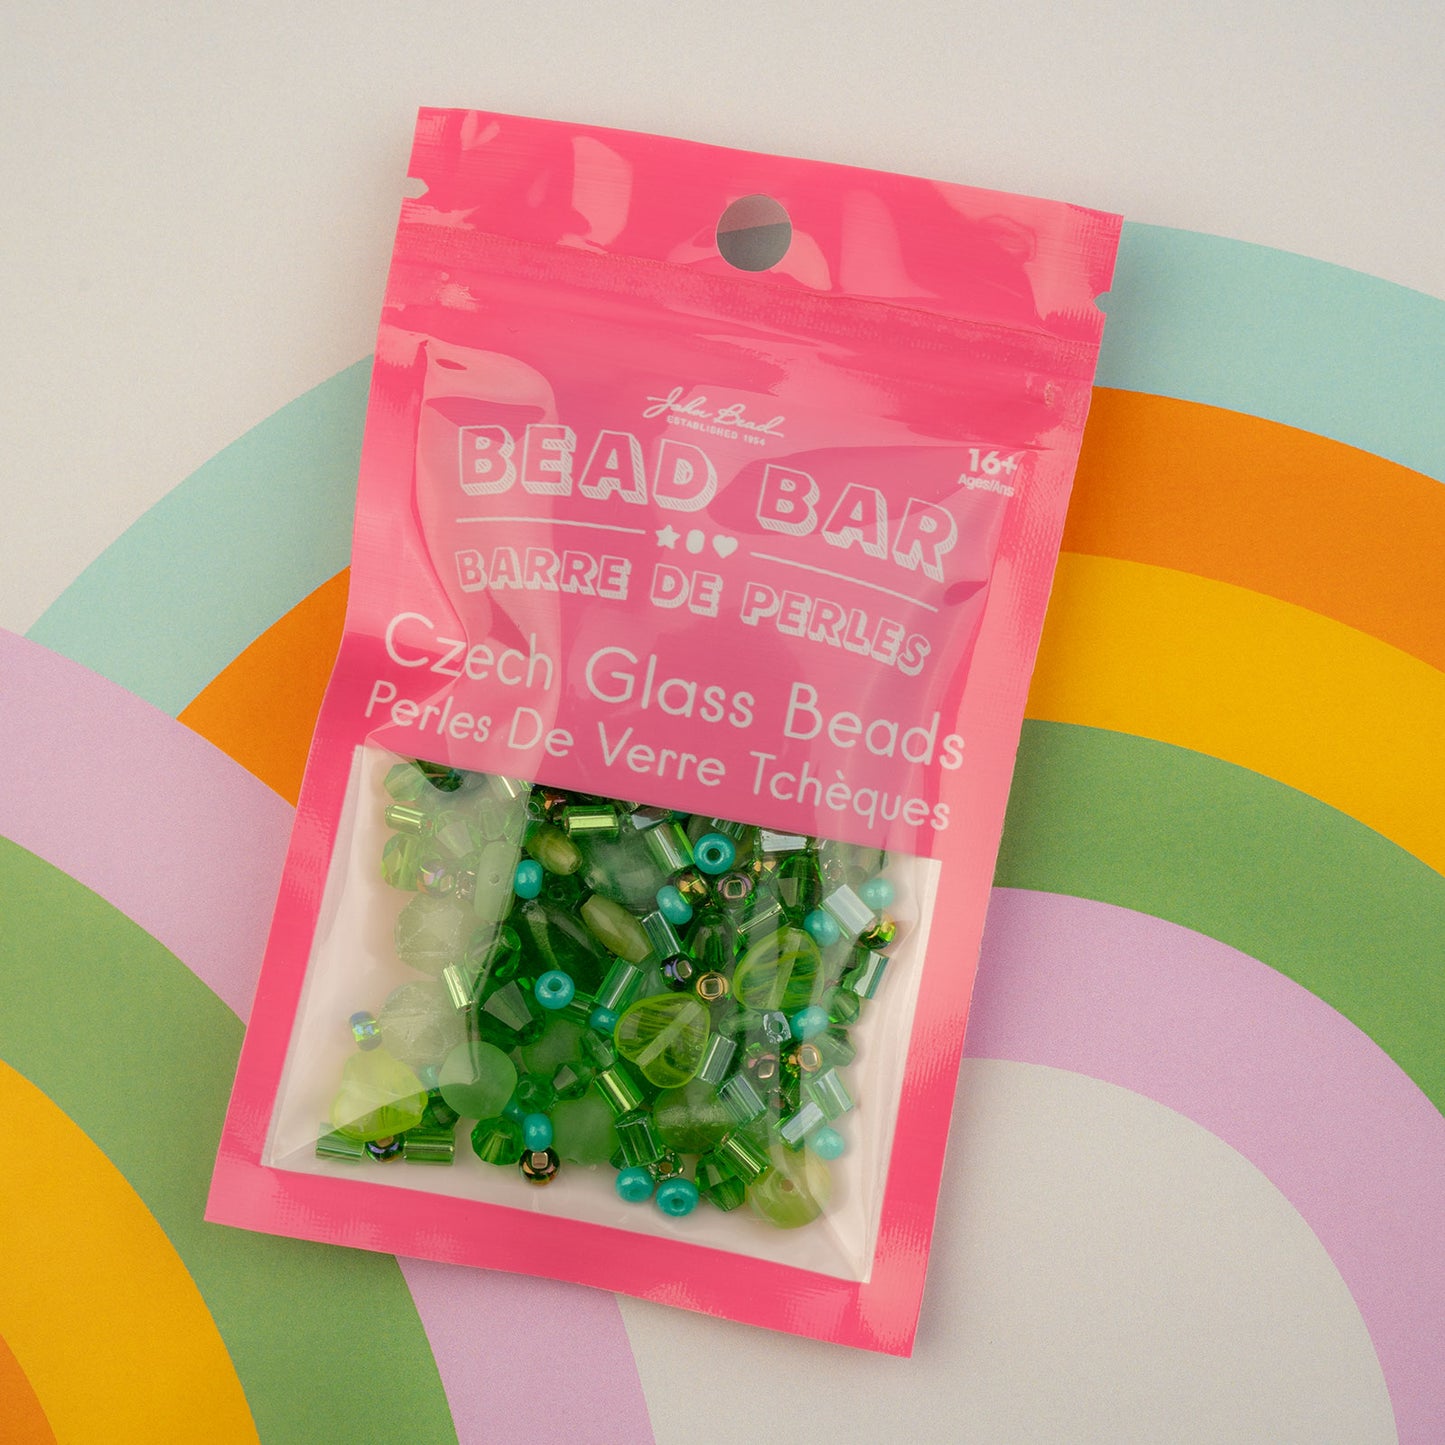 John Bead
ESTABLISHED 1954
BEAD BAR
16+
Ages/Ans
BARRE DE PERLES
Czech Glass Beads
Perles De Verre Tchèques